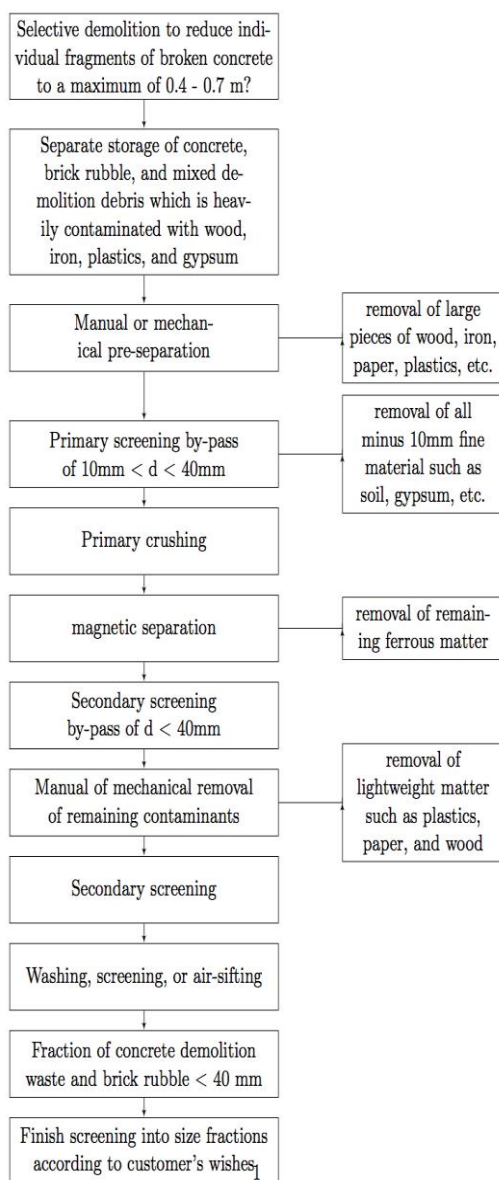 Selective demolition to reduce indi-
vidual fragments of broken concrete
to a maximum of 0.4 - 0.7 m?
Separate storage of concrete,
brick rubble, and mixed de-
molition debris which is heav-
ily contaminated with wood,
iron, plastics, and gypsum
Manual or mechan-
ical pre-separation
removal of large
pieces of wood, iron,
paper, plastics, etc.
Primary screening by-pass
of 10mm < d < 40mm
removal of all
minus 10mm fine
material such as
soil, gypsum, etc.
Primary crushing
magnetic separation
removal of remain-
ing ferrous matter
Secondary screening
by-pass of d < 40mm
Manual of mechanical removal
of remaining contaminants
removal of
lightweight matter
such as plastics,
paper, and wood
Secondary screening
Washing, screening, or air-sifting
Fraction of concrete demolition
waste and brick rubble < 40 mm
Finish screening into size fractions
according to customer's wishes
1